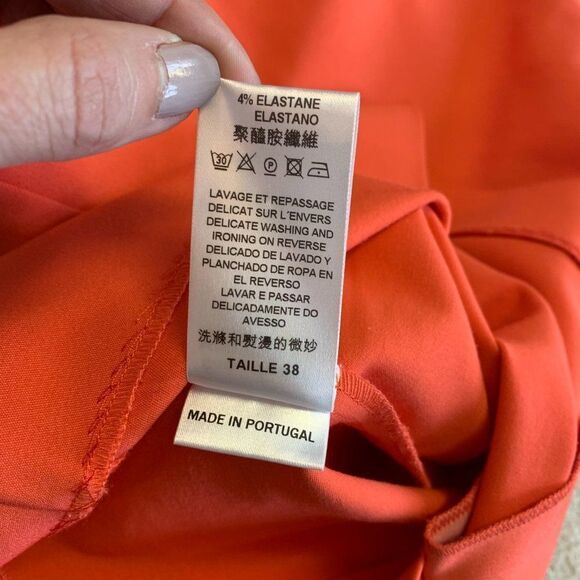 4% ELASTANE
ELASTANO
聚醯胺纖維
30 P
LAVAGE ET REPASSAGE
DELICAT SUR L´ENVERS
DELICATE WASHING AND
IRONING ON REVERSE
DELICADO DE LAVADO Y
PLANCHADO DE ROPA EN
EL REVERSO
LAVAR E PASSAR
DELICADAMENTE DO
AVESSO
洗滌和熨燙的微妙
TAILLE 38
MADE IN PORTUGAL